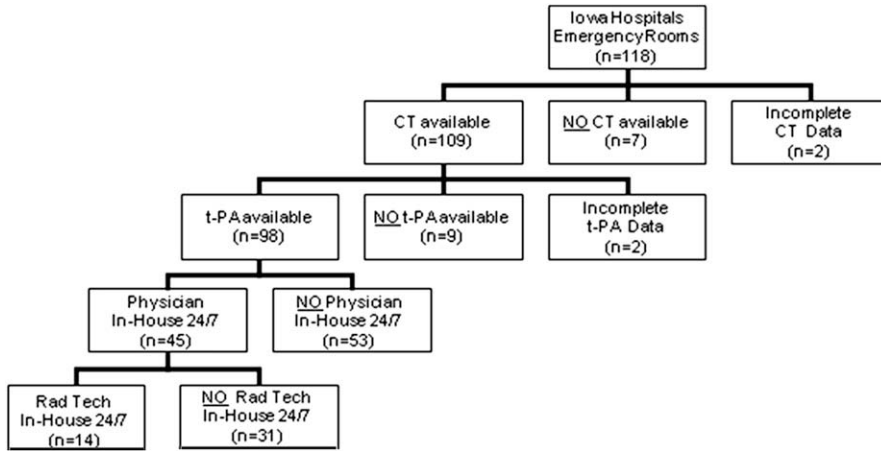 Iowa Hospitals
Emergency Rooms
(n=118)
CT available
(n=109)
NO CT available
(n=7)
Incomplete
CT Data
(n=2)
t-PA available
(n=98)
NO t-PA available
(n=9)
Incomplete
t-PA Data
(n=2)
Physician
In-House 24/7
(n=45)
NO Physician
In-House 24/7
(n=53)
Rad Tech
In-House 24/7
(n=14)
NO Rad Tech
In-House 24/7
(n=31)